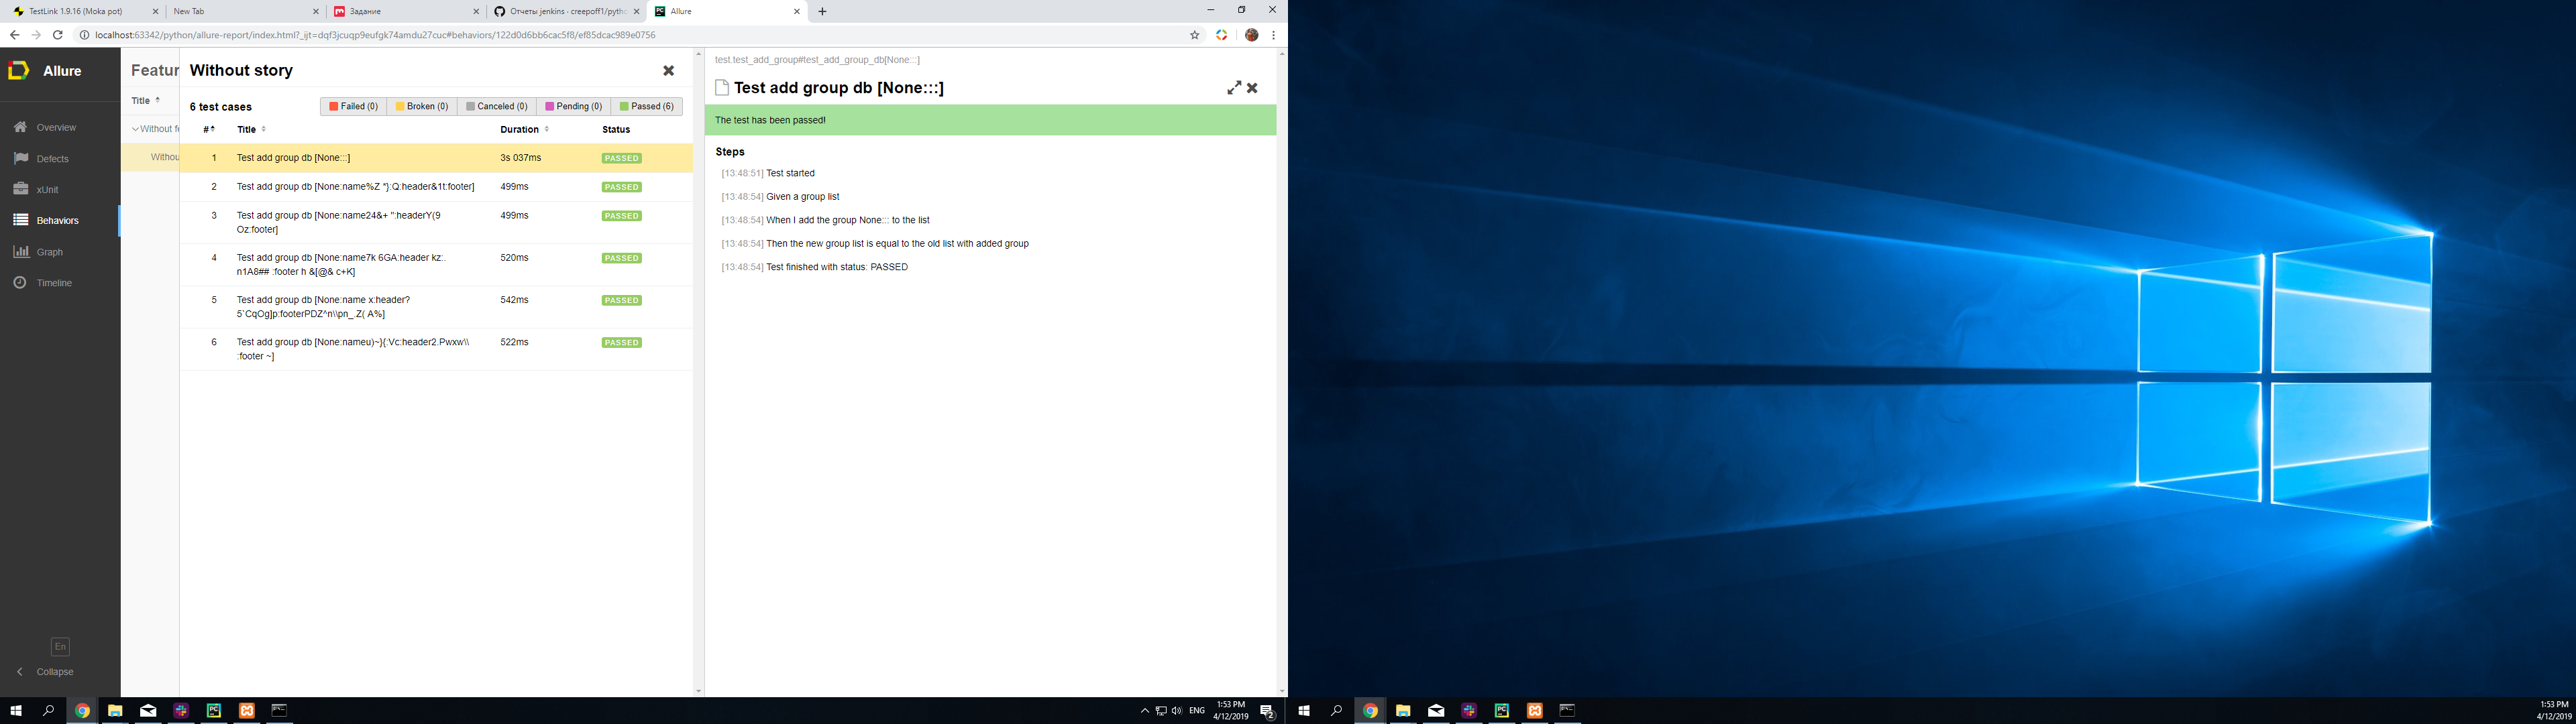 TestLink 1.9.16 (Moka pot)
New Tab
Задание
Отчеты jenkins · creepoff1/pytho
Allure
localhost:63342/python/allure-report/index.html?_ijt=dqf3jcuqp9eufgk74amdu27cuc#behaviors/122d0d6bb6cac5f8/ef85dcac989e0756
Allure
Overview
Defects
xUnit
Behaviors
Graph
Timeline
En
Collapse
Featur
Title
Without fe
Withou
Without story
6 test cases
Failed (0) Broken (0) Canceled (0) Pending (0) Passed (6)
# Title Duration Status
1 Test add group db [None:::] 3s 037ms PASSED
2 Test add group db [None:name%Z *}:Q:header&1t:footer] 499ms PASSED
3 Test add group db [None:name24&+ ":headerY(9 499ms PASSED
Oz:footer]
4 Test add group db [None:name7k 6GA:header kz:. 520ms PASSED
n1A8## :footer h &[@& c+K]
5 Test add group db [None:name x:header? 542ms PASSED
5`CqOg]p:footerPDZ^n\\pn_.Z( A%]
6 Test add group db [None:nameu)~}{:Vc:header2.Pwxw\\ 522ms PASSED
:footer ~]
test.test_add_group#test_add_group_db[None:::]
Test add group db [None:::]
The test has been passed!
Steps
[13:48:51] Test started
[13:48:54] Given a group list
[13:48:54] When I add the group None::: to the list
[13:48:54] Then the new group list is equal to the old list with added group
[13:48:54] Test finished with status: PASSED
ENG
1:53 PM
4/12/2019
2
1:53 PM
4/12/2019